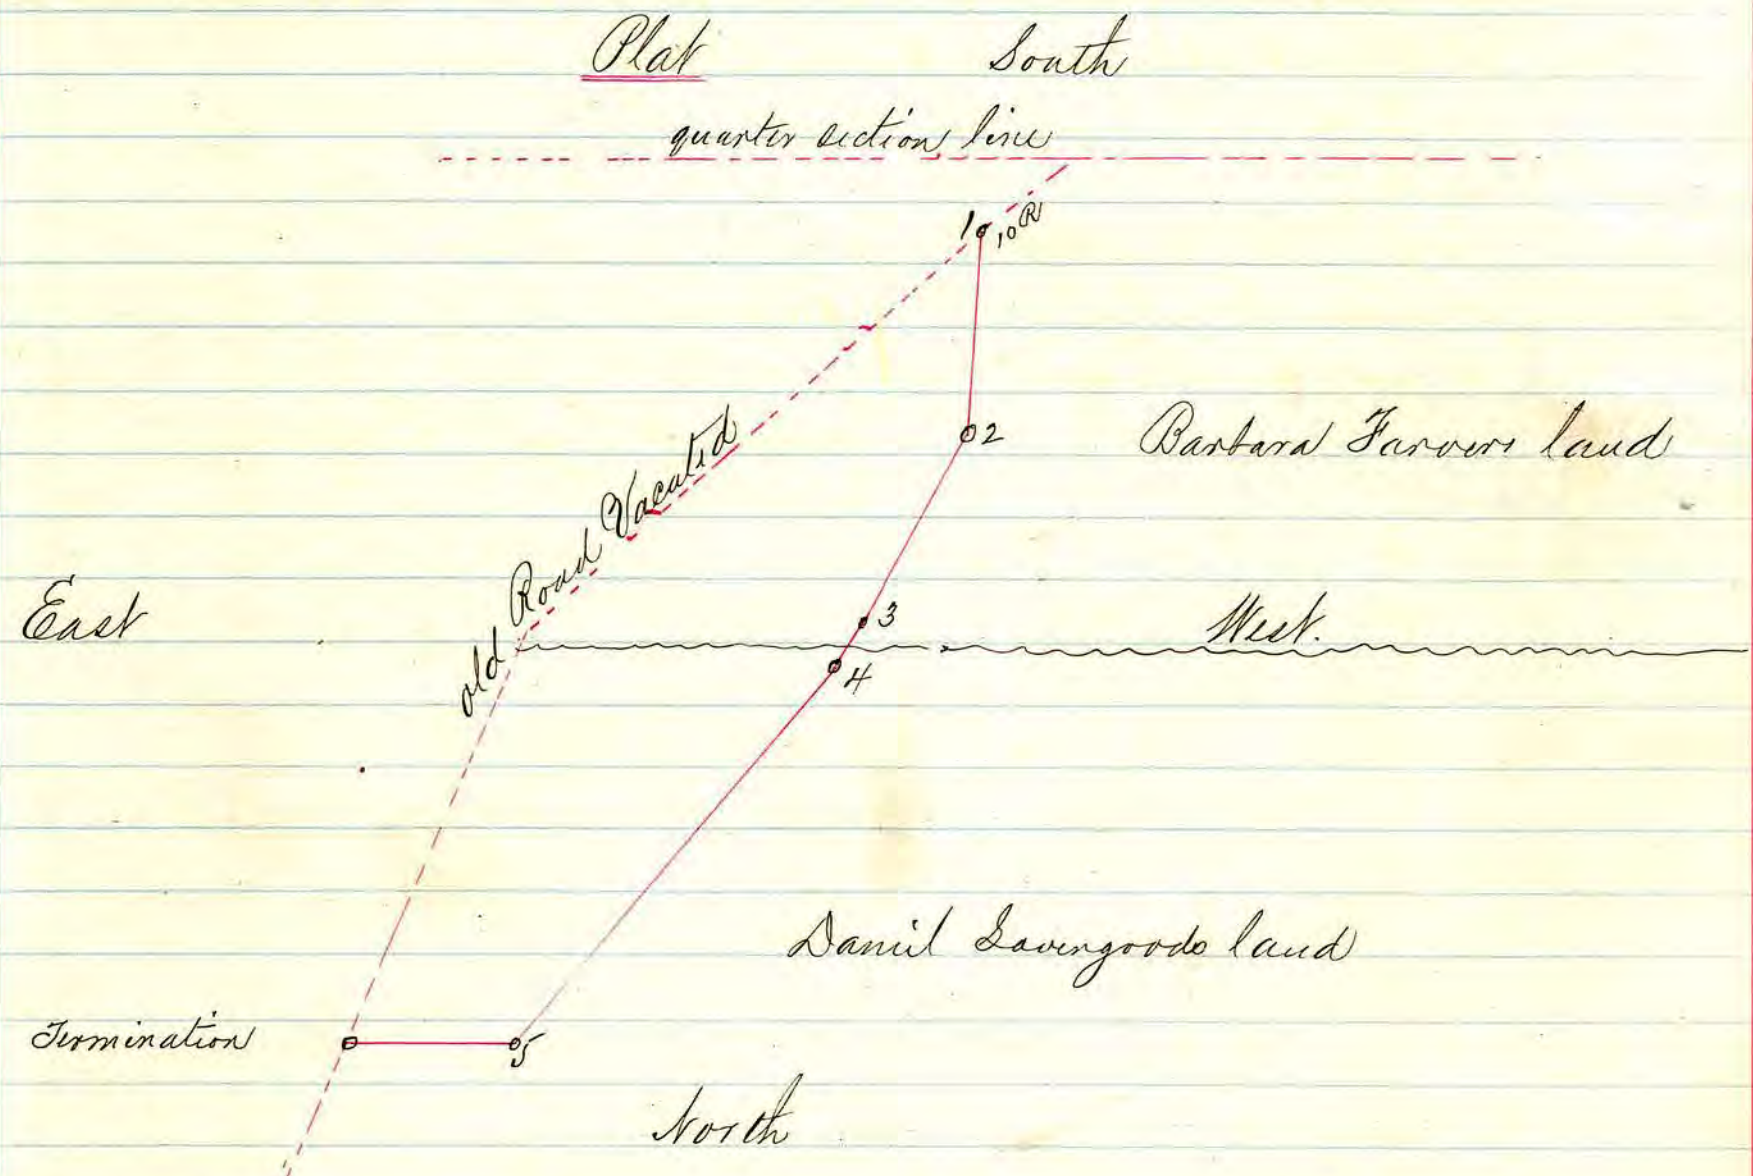 Plat South
quarter section line
1 10 R
2
Barbara Farvers land
old Road Vacated
East
3
West.
4
Daniel Lavengoods land
Termination
5
North